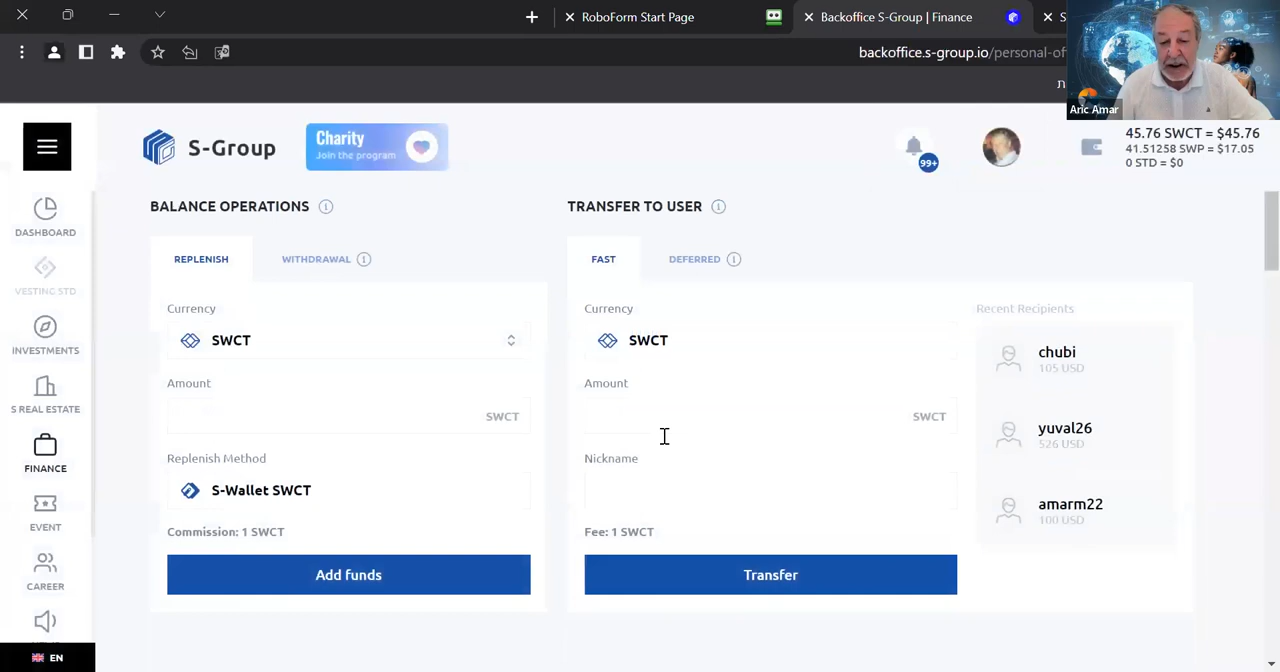 RoboForm Start Page
Backoffice S-Group | Finance
S
backoffice.s-group.io/personal-of
ת
Aric Amar
S-Group
Charity
Join the program
99+
45.76 SWCT = $45.76
41.51258 SWP = $17.05
0 STD = $0
DASHBOARD
VESTING STD
INVESTMENTS
S REAL ESTATE
FINANCE
EVENT
CAREER
EN
BALANCE OPERATIONS
REPLENISH
WITHDRAWAL
Currency
SWCT
Amount
SWCT
Replenish Method
S-Wallet SWCT
Commission: 1 SWCT
Add funds
TRANSFER TO USER
FAST
DEFERRED
Currency
SWCT
Amount
SWCT
Nickname
Fee: 1 SWCT
Transfer
Recent Recipients
chubi
105 USD
yuval26
526 USD
amarm22
100 USD